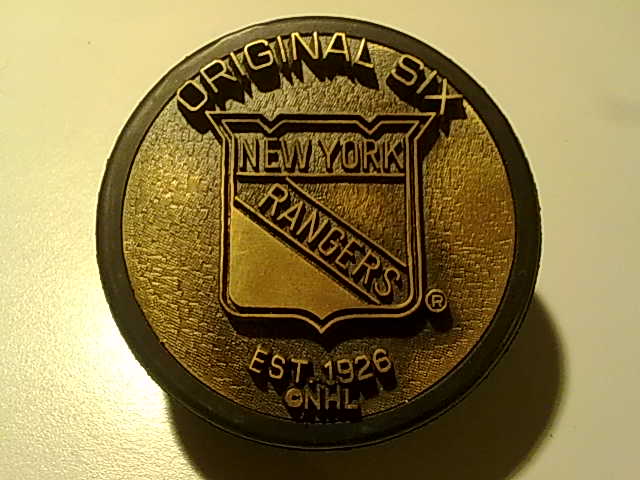 ORIGINAL SIX
NEW YORK
RANGERS
®
EST. 1926
©NHL